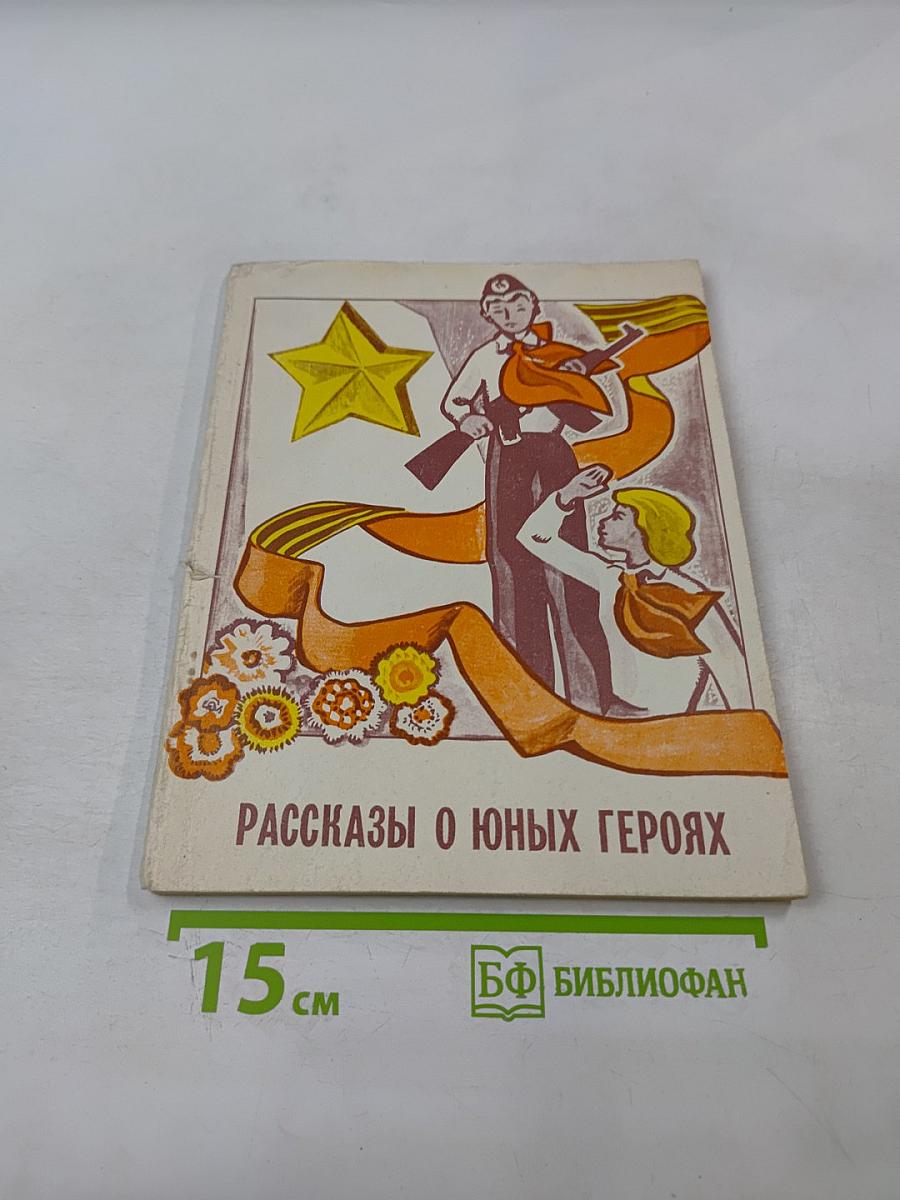 РАССКАЗЫ О ЮНЫХ ГЕРОЯХ
15 см
БФ БИБЛИОФАН